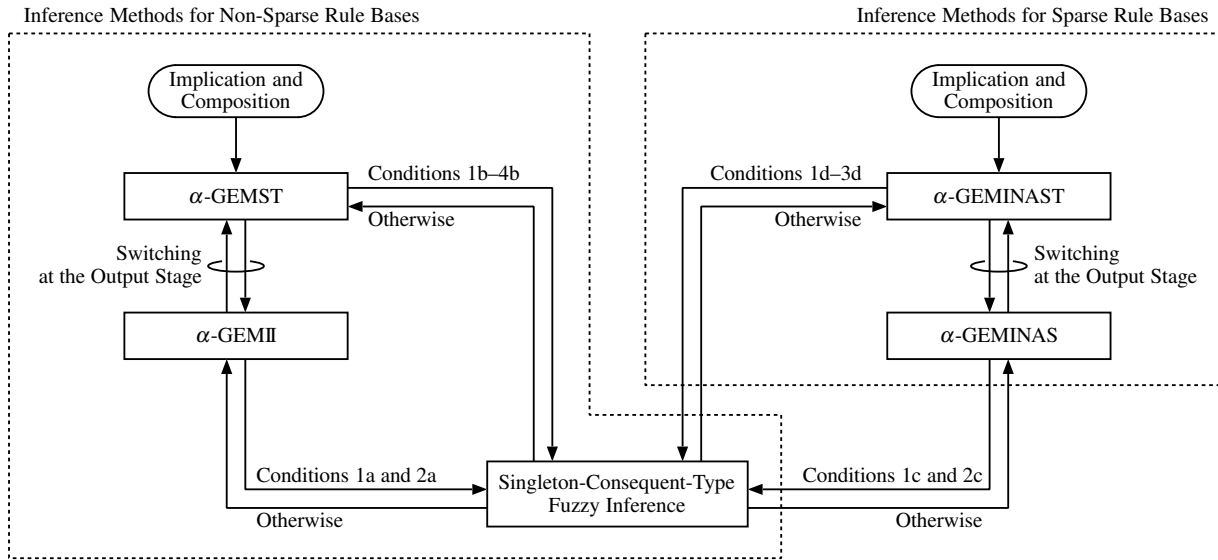 Inference Methods for Non-Sparse Rule Bases
Inference Methods for Sparse Rule Bases
Implication and
Composition
Implication and
Composition
α-GEMST
Conditions 1b–4b
Otherwise
Conditions 1d–3d
Otherwise
α-GEMINAST
Switching
at the Output Stage
Switching
at the Output Stage
α-GEMII
α-GEMINAS
Conditions 1a and 2a
Otherwise
Singleton-Consequent-Type
Fuzzy Inference
Conditions 1c and 2c
Otherwise